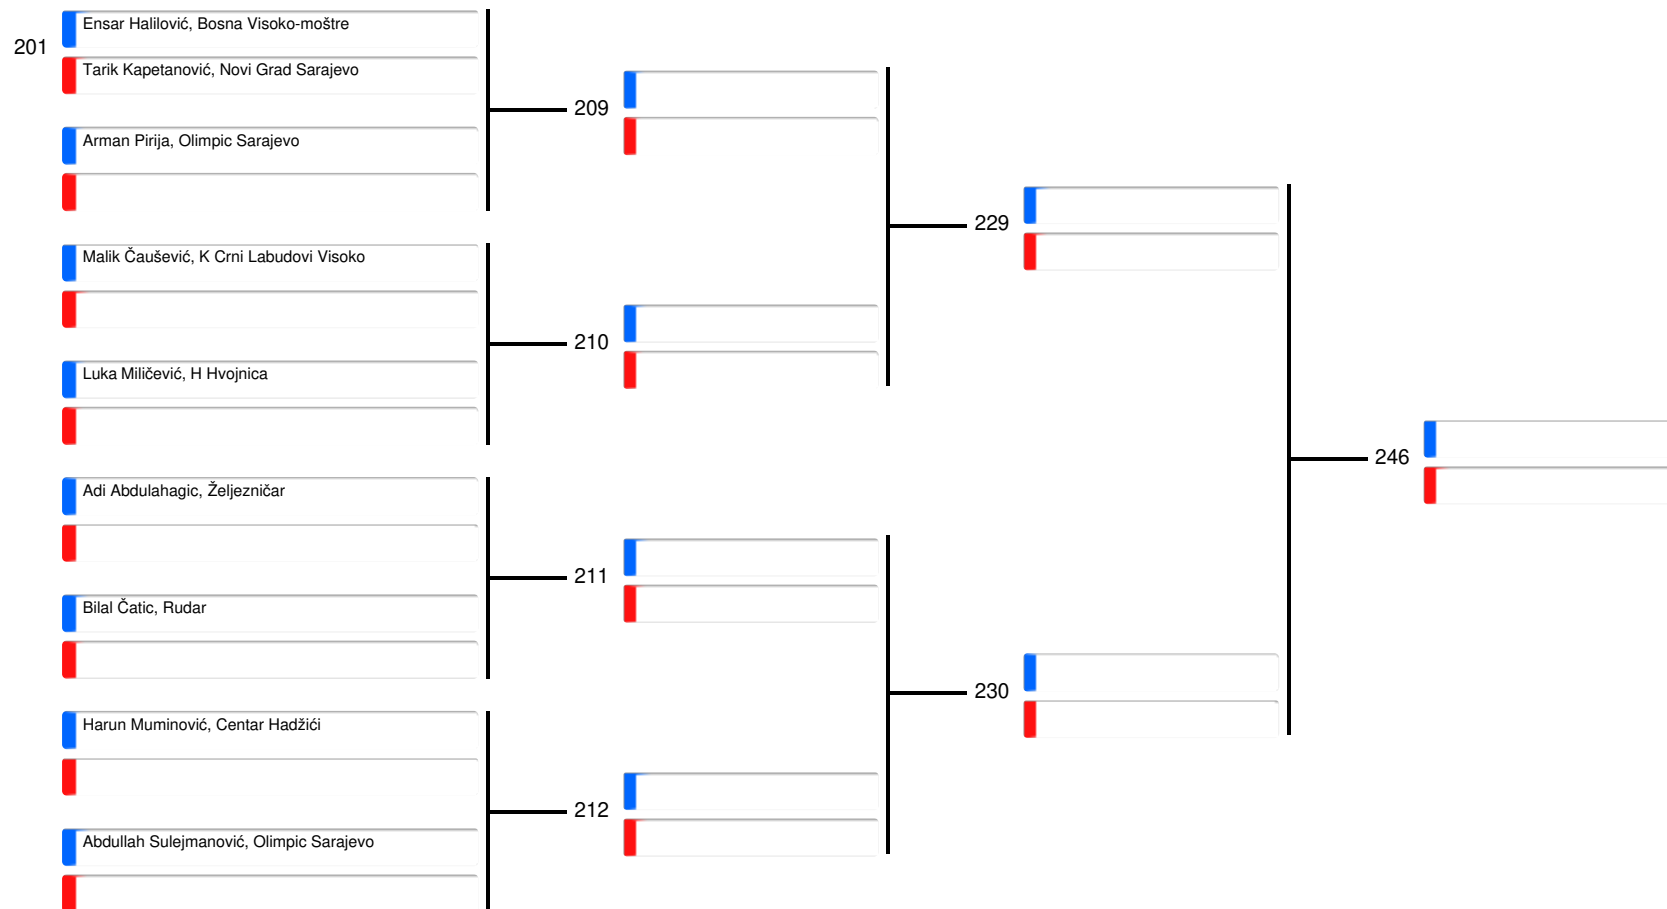 201
Ensar Halilović, Bosna Visoko-moštre
Tarik Kapetanović, Novi Grad Sarajevo
209
Arman Pirija, Olimpic Sarajevo
229
Malik Čaušević, K Crni Labudovi Visoko
210
Luka Miličević, H Hvojnica
246
Adi Abdulahagic, Željezničar
211
Bilal Čatic, Rudar
230
Harun Muminović, Centar Hadžići
212
Abdullah Sulejmanović, Olimpic Sarajevo